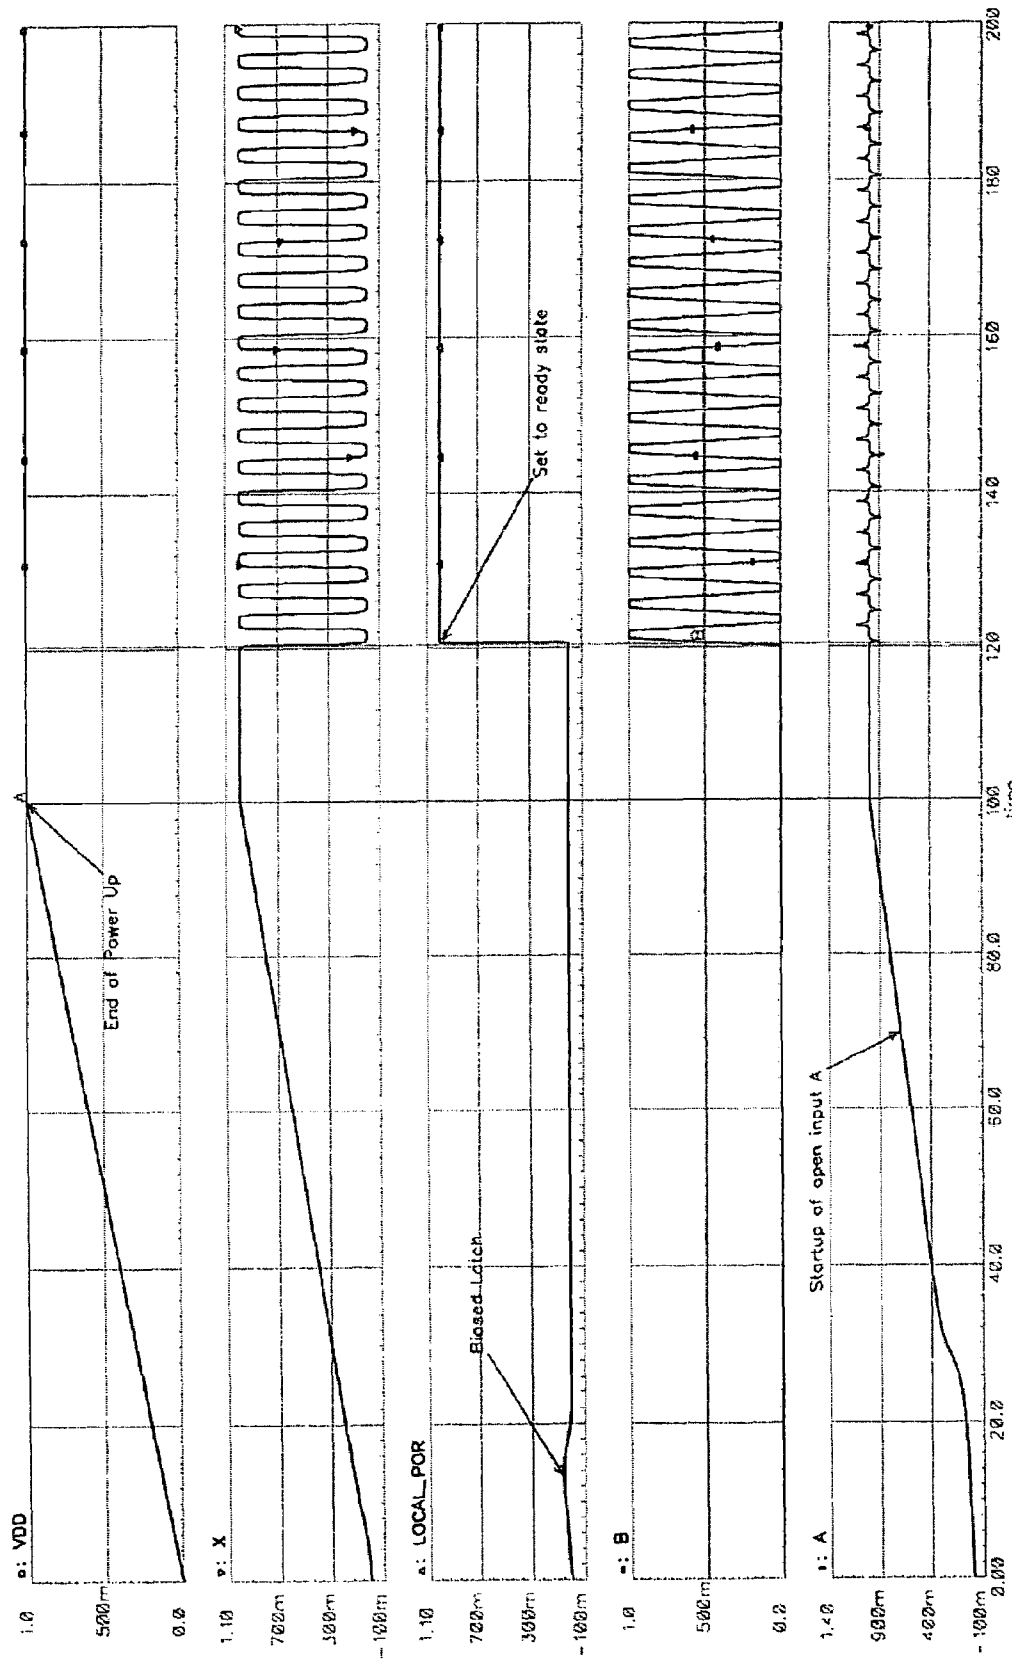 ▫: VDD
1.0
500m
0.0
A
End of Power Up
▿: X
1.10
700m
300m
-100m
▵: LOCAL_POR
1.10
700m
300m
-100m
Biased Latch
Set to ready state
: B
1.0
500m
0.0
B
: A
1.40
900m
400m
-100m
Startup of open input A
0.00
20.0
40.0
60.0
80.0
100
120
140
160
180
200
time